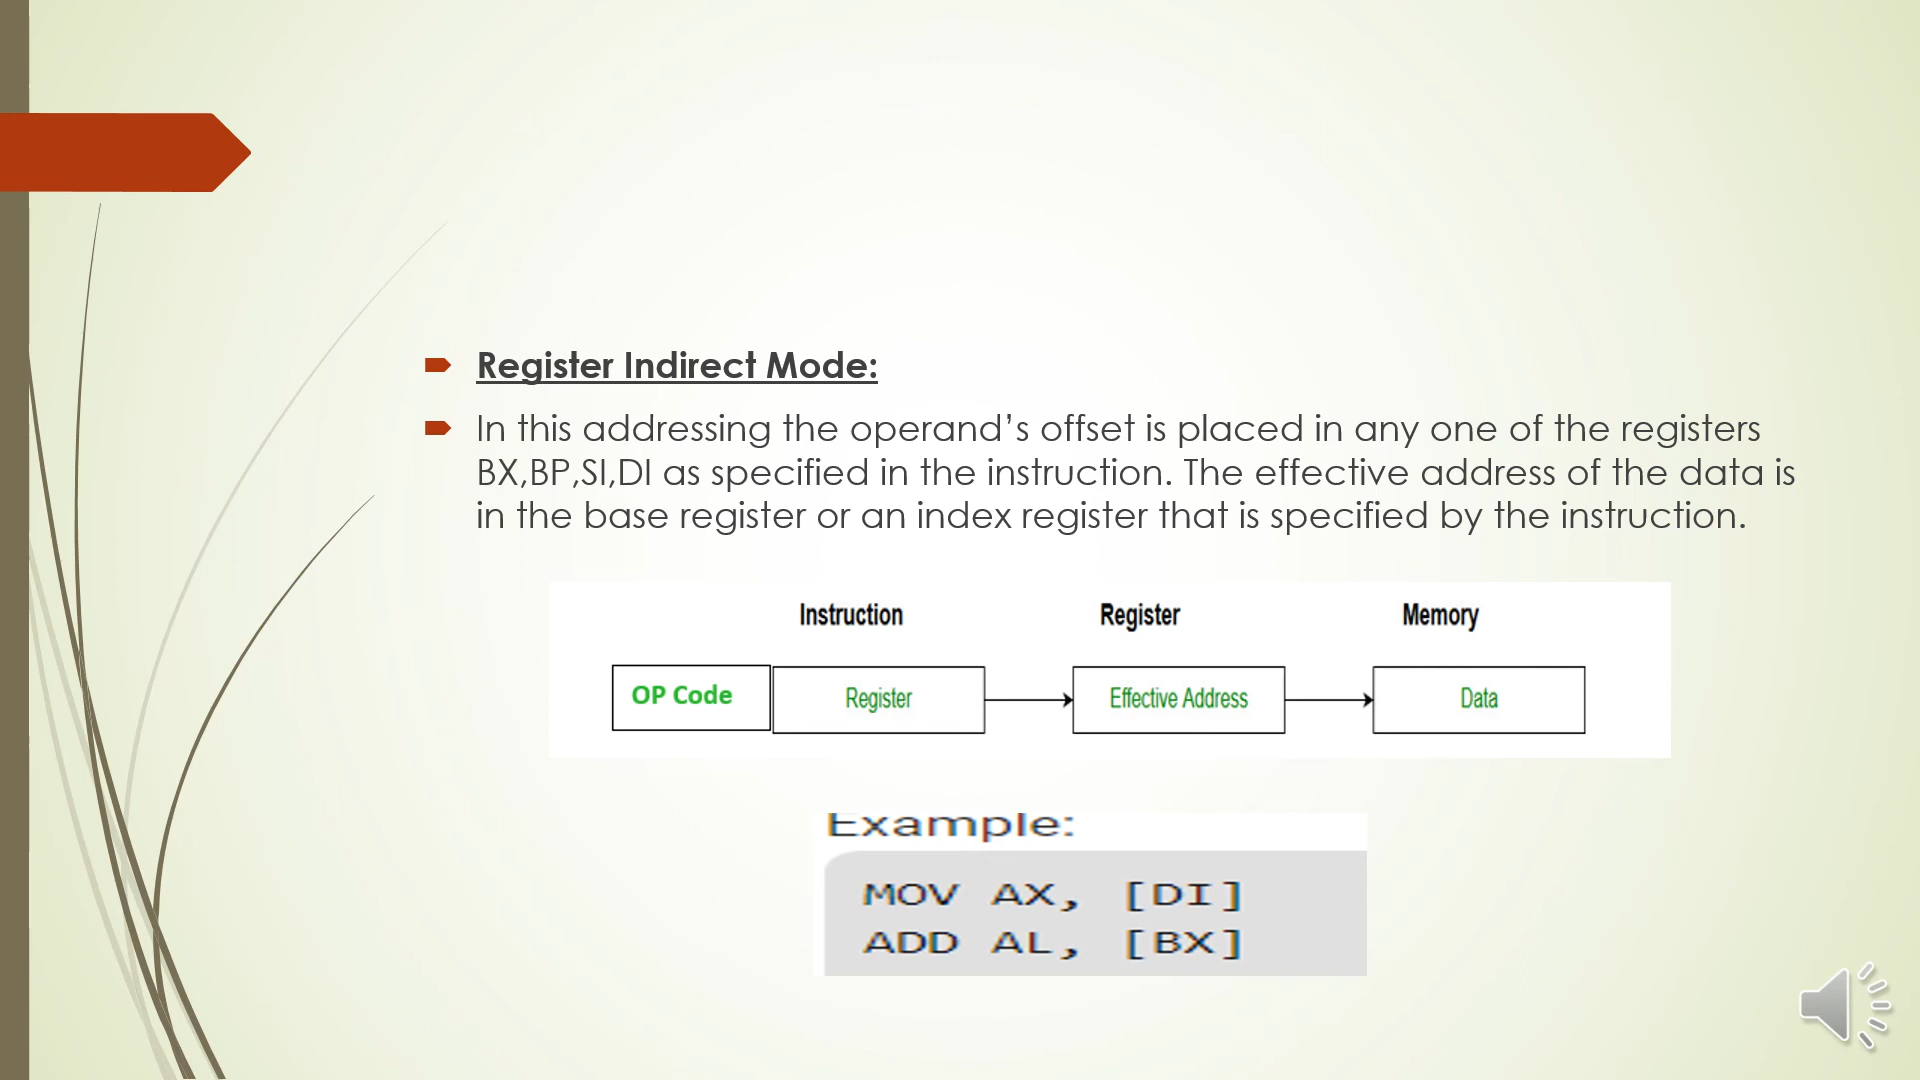 Register Indirect Mode:
In this addressing the operand’s offset is placed in any one of the registers
BX,BP,SI,DI as specified in the instruction. The effective address of the data is
in the base register or an index register that is specified by the instruction.
Instruction Register Memory
OP Code Register Effective Address Data
Example:
MOV AX, [DI]
ADD AL, [BX]